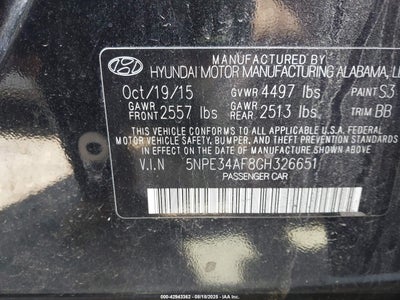 MANUFACTURED BY
HYUNDAI MOTOR MANUFACTURING ALABAMA, LL
Oct/19/15 GVWR 4497 lbs PAINT S3
GAWR FRONT 2557 lbs GAWR REAR 2513 lbs TRIM BB
THIS VEHICLE CONFORMS TO ALL APPLICABLE U.S.A. FEDERAL
MOTOR VEHICLE SAFETY, BUMPER, AND THEFT PREVENTION STANDARDS
IN EFFECT ON THE DATE OF MANUFACTURE SHOWN ABOVE.
V.I.N 5NPE34AF8GH326651
PASSENGER CAR
000-42943362 - 08/18/2025 - IAA Inc.